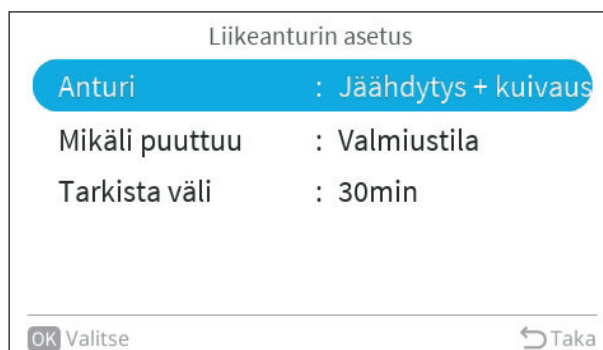 Liikeanturin asetus
Anturi : Jäähdytys + kuivaus
Mikäli puuttuu : Valmiustila
Tarkista väli : 30min
OK Valitse Taka